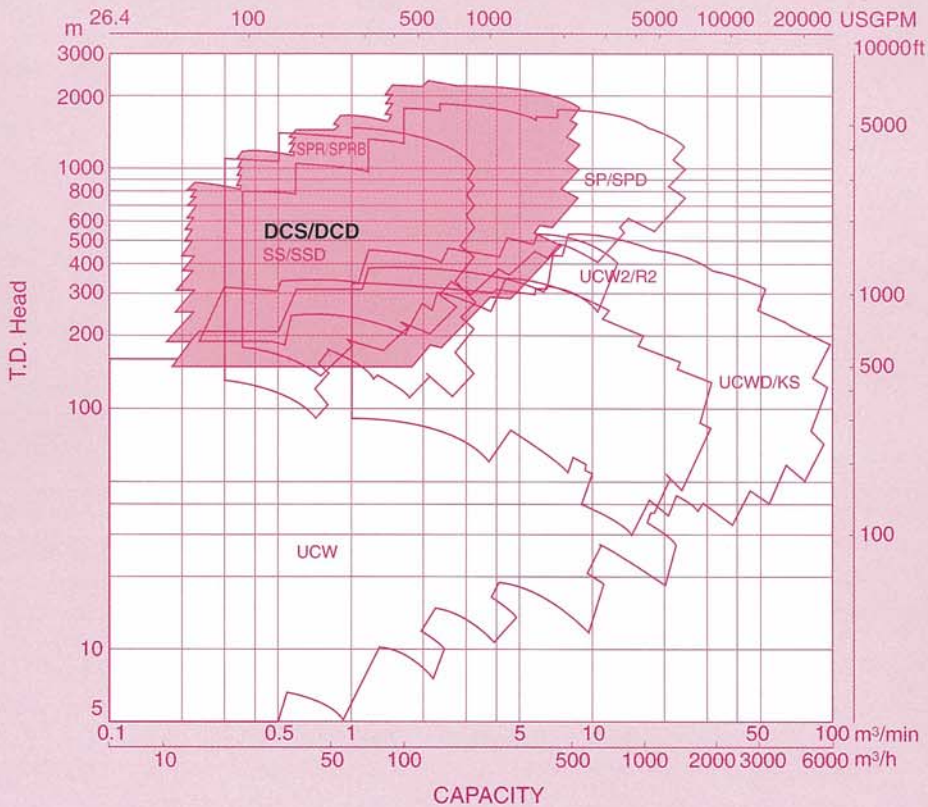 m 26.4 100 500 1000 5000 10000 20000 USGPM
3000
2000
1000
800
600
500
400
300
200
100
10
5
T.D. Head
10000 ft
5000
1000
500
100
SPR/SPRB
SP/SPD
DCS/DCD
SS/SSD
UCW2/R2
UCWD/KS
UCW
0.1 0.5 1 5 10 50 100 m³/min
10 50 100 500 1000 2000 3000 6000 m³/h
CAPACITY